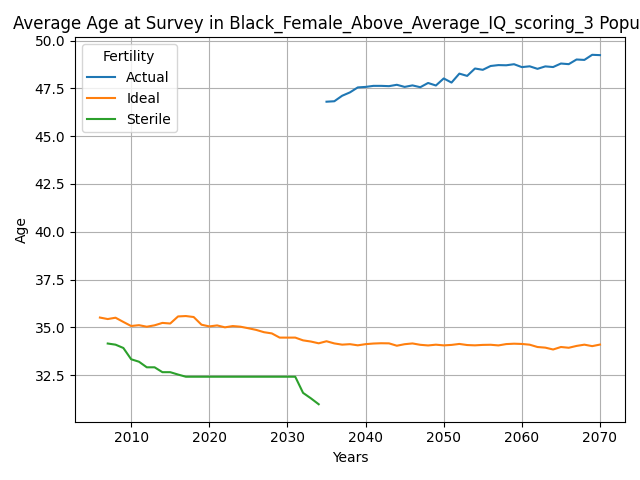 Average Age at Survey in Black_Female_Above_Average_IQ_scoring_3 Popu
50.0
47.5
45.0
42.5
40.0
37.5
35.0
32.5
Age
Fertility
Actual
Ideal
Sterile
2010 2020 2030 2040 2050 2060 2070
Years